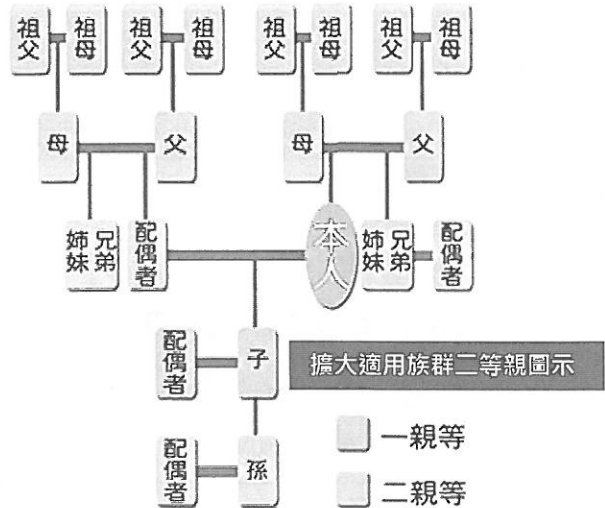 祖父 祖母 祖父 祖母 祖父 祖母 祖父 祖母
母 父 母 父
姉妹 兄弟 配偶者 本人 姉妹 兄弟 配偶者
配偶者 子
擴大適用族群二等親圖示
一親等
配偶者 孫
二親等